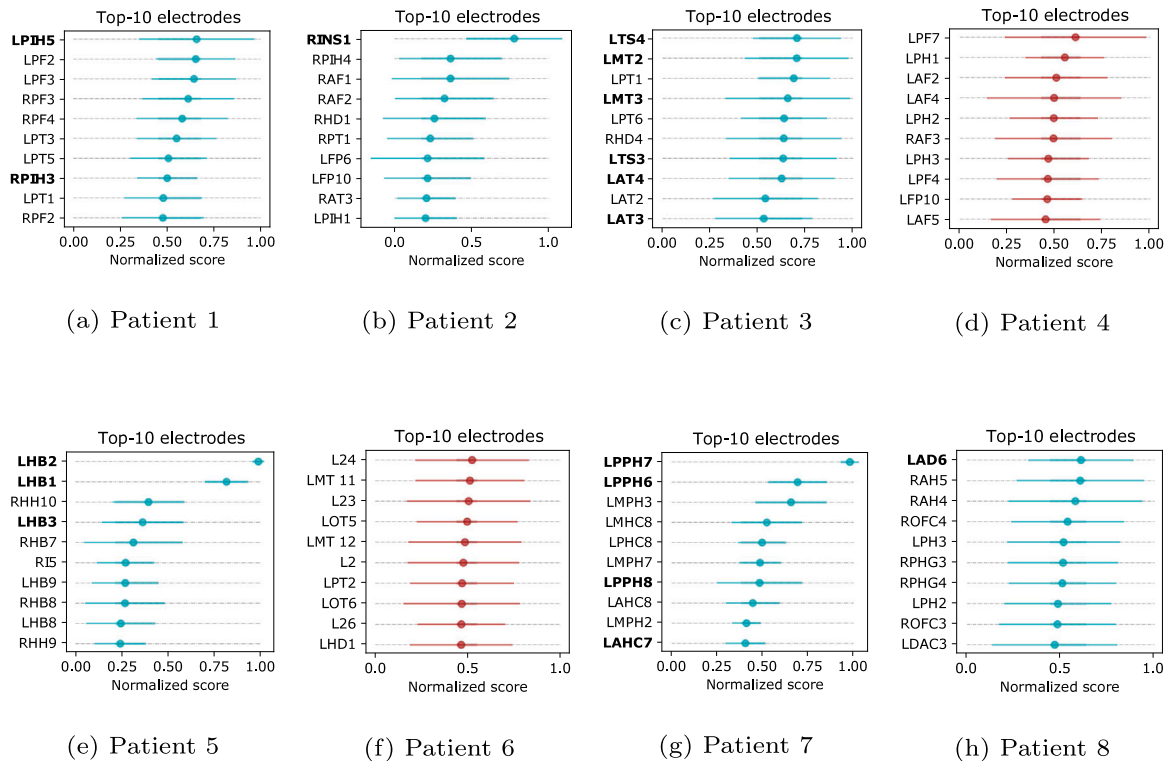 Top-10 electrodes
LPIH5
LPF2
LPF3
RPF3
RPF4
LPT3
LPT5
RPIH3
LPT1
RPF2
0.00 0.25 0.50 0.75 1.00
Normalized score
(a) Patient 1
Top-10 electrodes
RINS1
RPIH4
RAF1
RAF2
RHD1
RPT1
LFP6
LFP10
RAT3
LPIH1
0.0 0.5 1.0
Normalized score
(b) Patient 2
Top-10 electrodes
LTS4
LMT2
LPT1
LMT3
LPT6
RHD4
LTS3
LAT4
LAT2
LAT3
0.00 0.25 0.50 0.75 1.00
Normalized score
(c) Patient 3
Top-10 electrodes
LPF7
LPH1
LAF2
LAF4
LPH2
RAF3
LPH3
LPF4
LFP10
LAF5
0.00 0.25 0.50 0.75 1.00
Normalized score
(d) Patient 4
Top-10 electrodes
LHB2
LHB1
RHH10
LHB3
RHB7
RI5
LHB9
RHB8
LHB8
RHH9
0.00 0.25 0.50 0.75 1.00
Normalized score
(e) Patient 5
Top-10 electrodes
L24
LMT 11
L23
LOT5
LMT 12
L2
LPT2
LOT6
L26
LHD1
0.0 0.5 1.0
Normalized score
(f) Patient 6
Top-10 electrodes
LPPH7
LPPH6
LMPH3
LMHC8
LPHC8
LMPH7
LPPH8
LAHC8
LMPH2
LAHC7
0.00 0.25 0.50 0.75 1.00
Normalized score
(g) Patient 7
Top-10 electrodes
LAD6
RAH5
RAH4
ROFC4
LPH3
RPHG3
RPHG4
LPH2
ROFC3
LDAC3
0.0 0.5 1.0
Normalized score
(h) Patient 8